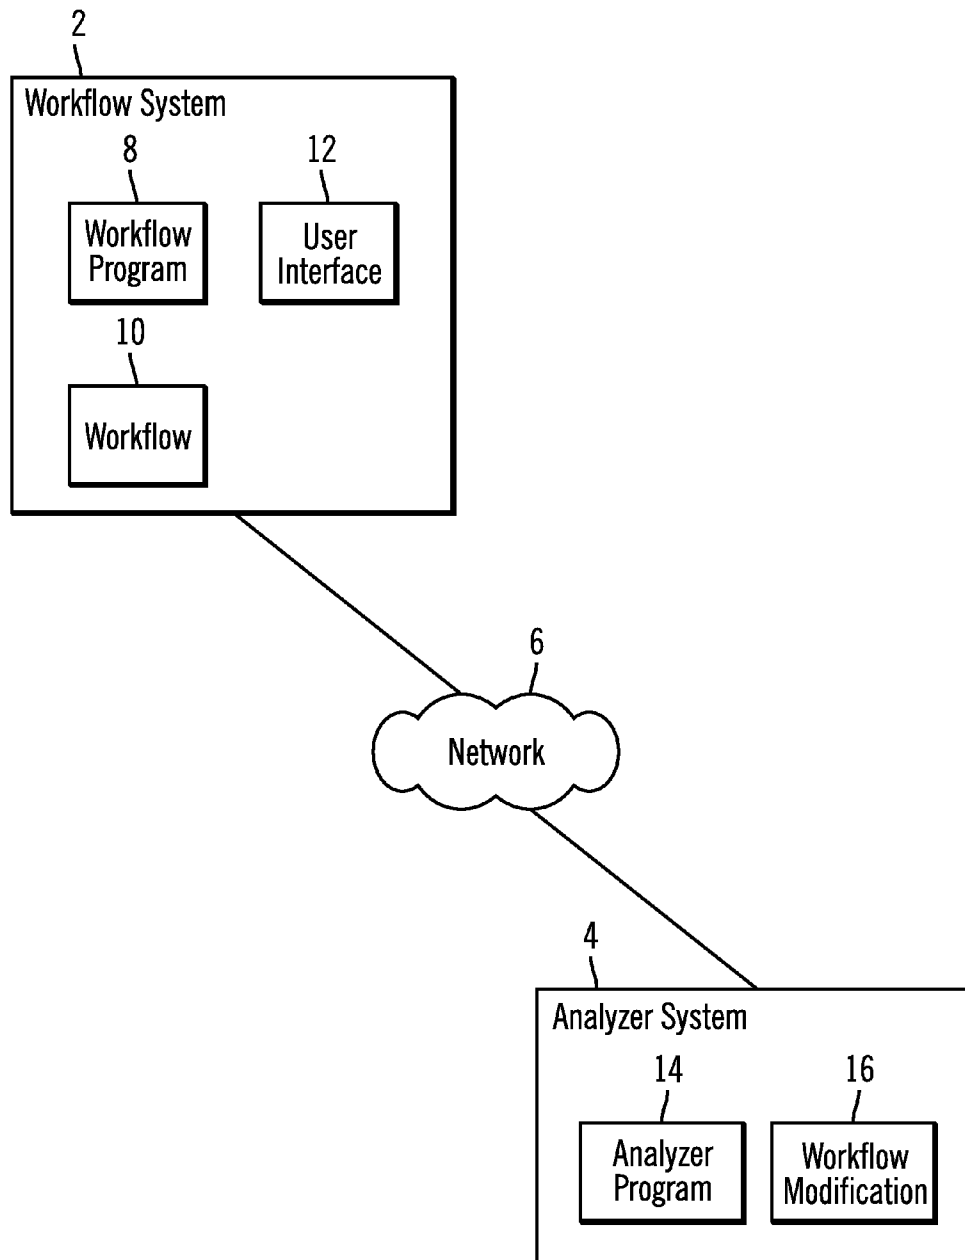 2
Workflow System
8
12
Workflow
Program
User
Interface
10
Workflow
6
Network
4
Analyzer System
14
16
Analyzer
Program
Workflow
Modification